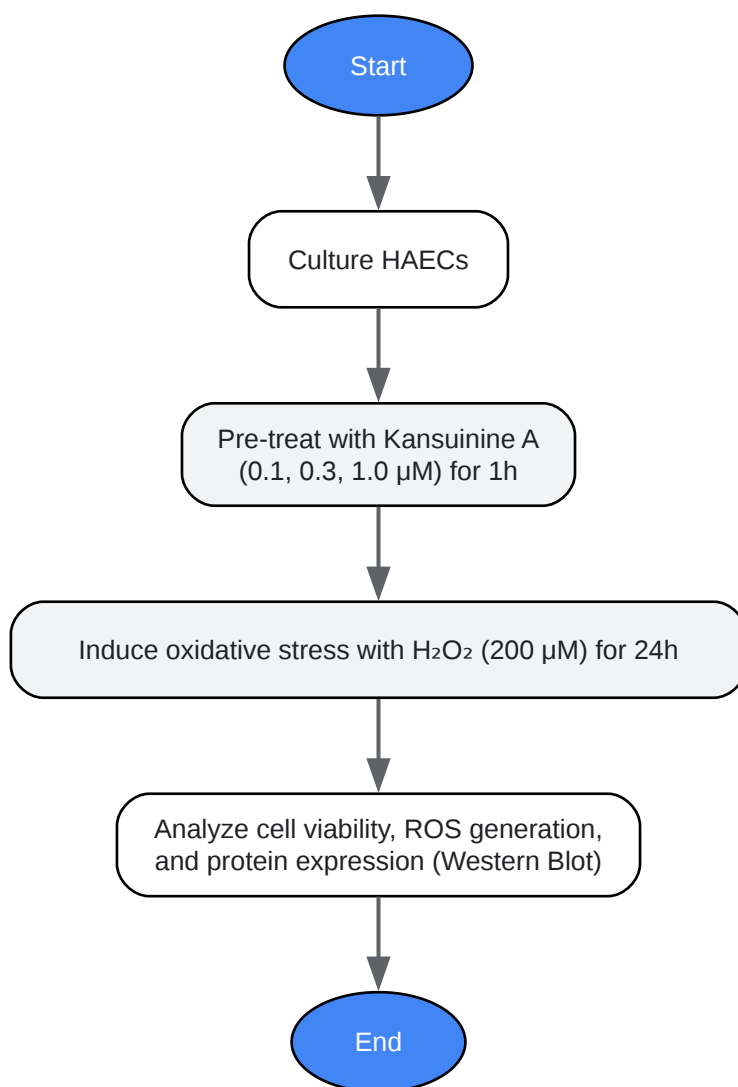 Start
Culture HAECs
Pre-treat with Kansuinine A
(0.1, 0.3, 1.0 μM) for 1h
Induce oxidative stress with H₂O₂ (200 μM) for 24h
Analyze cell viability, ROS generation,
and protein expression (Western Blot)
End